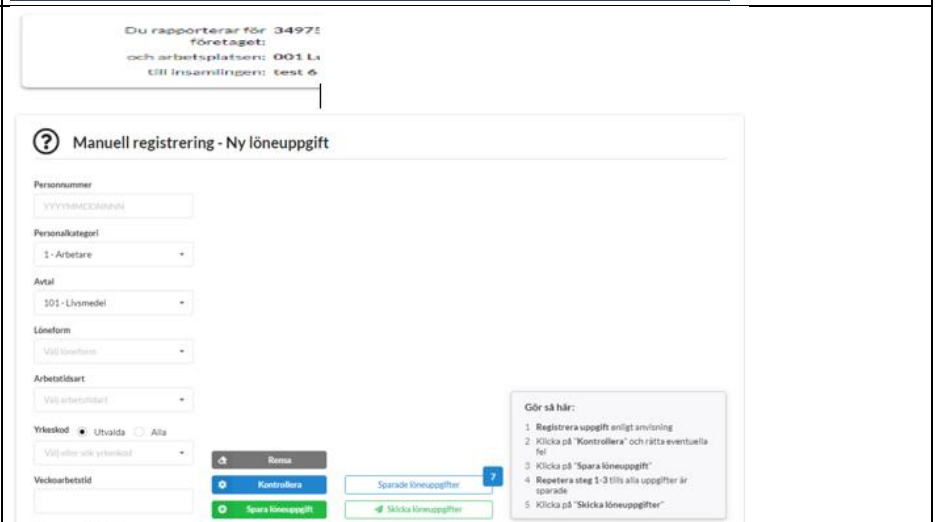 Du rapporterar för 34975
företaget:
och arbetsplatsen: 001 Lu
till insamlingen: test 6
Manuell registrering - Ny löneuppgift
Personnummer
YYYYMMDDNNNN
Personalkategori
1 - Arbetare
Avtal
101 - Livsmedel
Löneform
Välj löneform
Arbetstidsart
Välj arbetstidsart
Yrkeskod Utvalda Alla
Välj eller sök yrkeskod
Veckoarbetstid
Rensa
Kontrollera
Spara löneuppgift
Sparade löneuppgifter
7
Skicka löneuppgifter
Gör så här:
1 Registrera uppgift enligt anvisning
2 Klicka på "Kontrollera" och rätta eventuella
fel
3 Klicka på "Spara löneuppgift"
4 Repetera steg 1-3 tills alla uppgifter är
sparade
5 Klicka på "Skicka löneuppgifter"